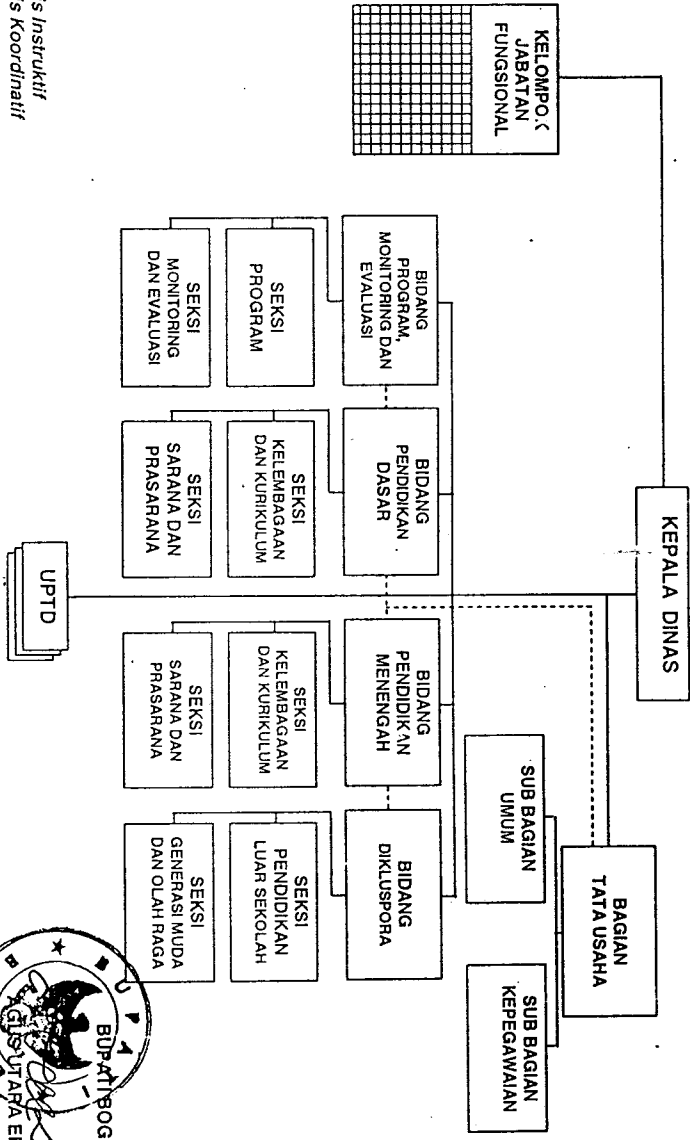 KEPALA DINAS
KELOMPOK
JABATAN
FUNGSIONAL
BAGIAN
TATA USAHA
SUB BAGIAN
UMUM
SUB BAGIAN
KEPEGAWAIAN
BIDANG
PROGRAM,
MONITORING DAN
EVALUASI
BIDANG
PENDIDIKAN
DASAR
BIDANG
PENDIDIKAN
MENENGAH
BIDANG
DIKLUSPORA
SEKSI
PROGRAM
SEKSI
KELEMBAGAAN
DAN KURIKULUM
SEKSI
KELEMBAGAAN
DAN KURIKULUM
SEKSI
PENDIDIKAN
LUAR SEKOLAH
SEKSI
MONITORING
DAN EVALUASI
SEKSI
SARANA DAN
PRASARANA
SEKSI
SARANA DAN
PRASARANA
SEKSI
GENERASI MUDA
DAN OLAH RAGA
UPTD
's Instruktif
's Koordinatif
BUPATI BOG
AGUS UTARA